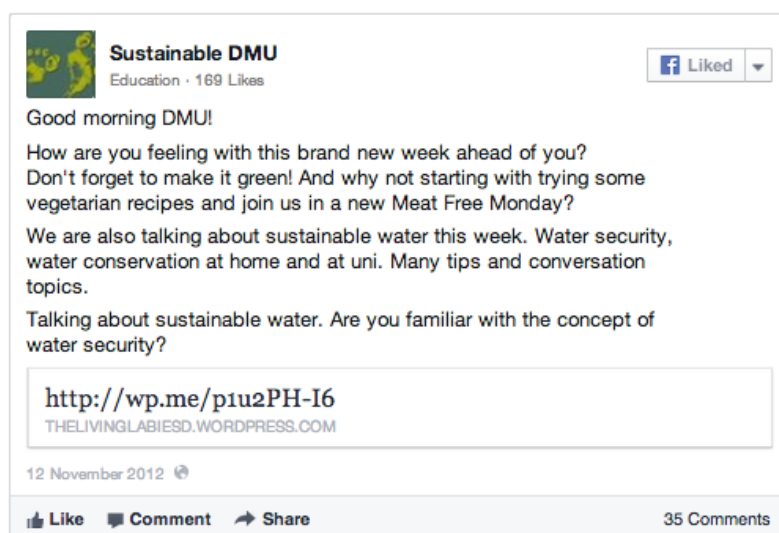 Sustainable DMU
Education · 169 Likes
Liked
Good morning DMU!
How are you feeling with this brand new week ahead of you?
Don't forget to make it green! And why not starting with trying some
vegetarian recipes and join us in a new Meat Free Monday?
We are also talking about sustainable water this week. Water security,
water conservation at home and at uni. Many tips and conversation
topics.
Talking about sustainable water. Are you familiar with the concept of
water security?
http://wp.me/p1u2PH-I6
THELIVINGLABIESD.WORDPRESS.COM
12 November 2012
Like Comment Share 35 Comments